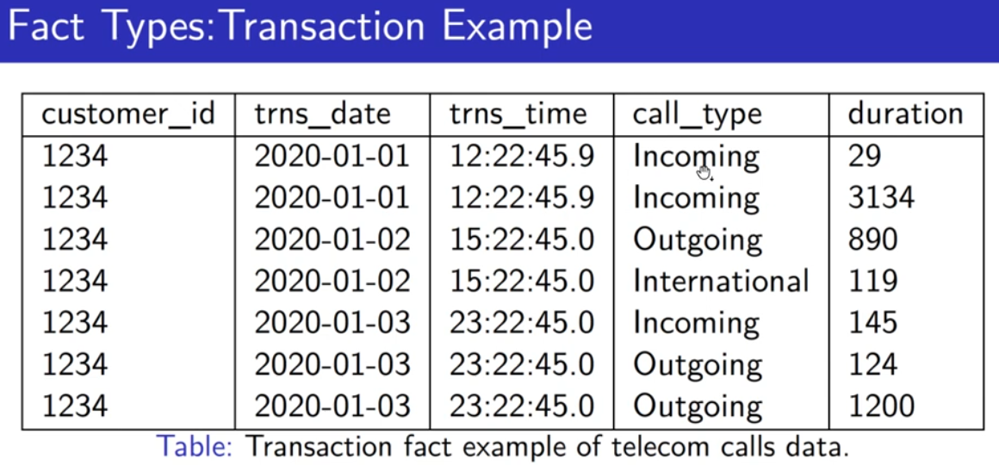 Fact Types:Transaction Example
customer_id trns_date trns_time call_type duration
1234 2020-01-01 12:22:45.9 Incoming 29
1234 2020-01-01 12:22:45.9 Incoming 3134
1234 2020-01-02 15:22:45.0 Outgoing 890
1234 2020-01-02 15:22:45.0 International 119
1234 2020-01-03 23:22:45.0 Incoming 145
1234 2020-01-03 23:22:45.0 Outgoing 124
1234 2020-01-03 23:22:45.0 Outgoing 1200
Table: Transaction fact example of telecom calls data.